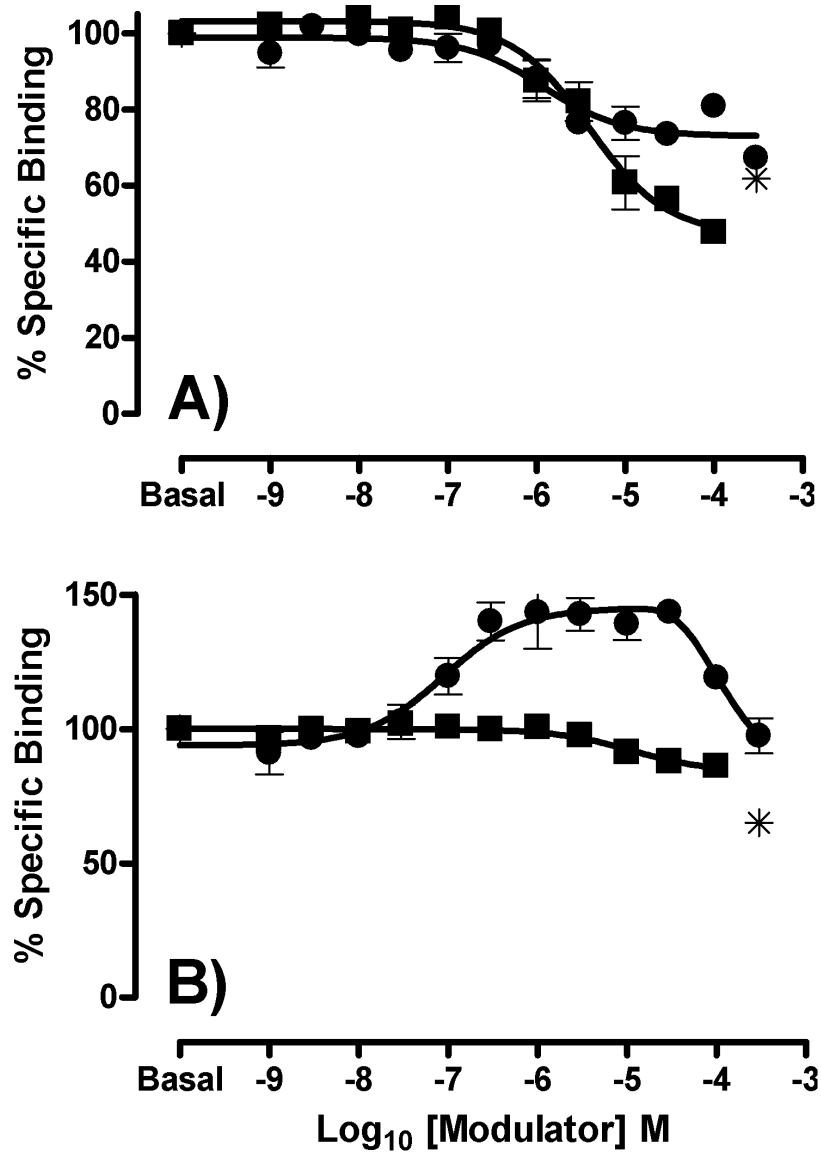 100
80
60
40
20
0
% Specific Binding
A)
Basal -9 -8 -7 -6 -5 -4 -3
150
100
50
0
% Specific Binding
B)
Basal -9 -8 -7 -6 -5 -4 -3
Log10 [Modulator] M